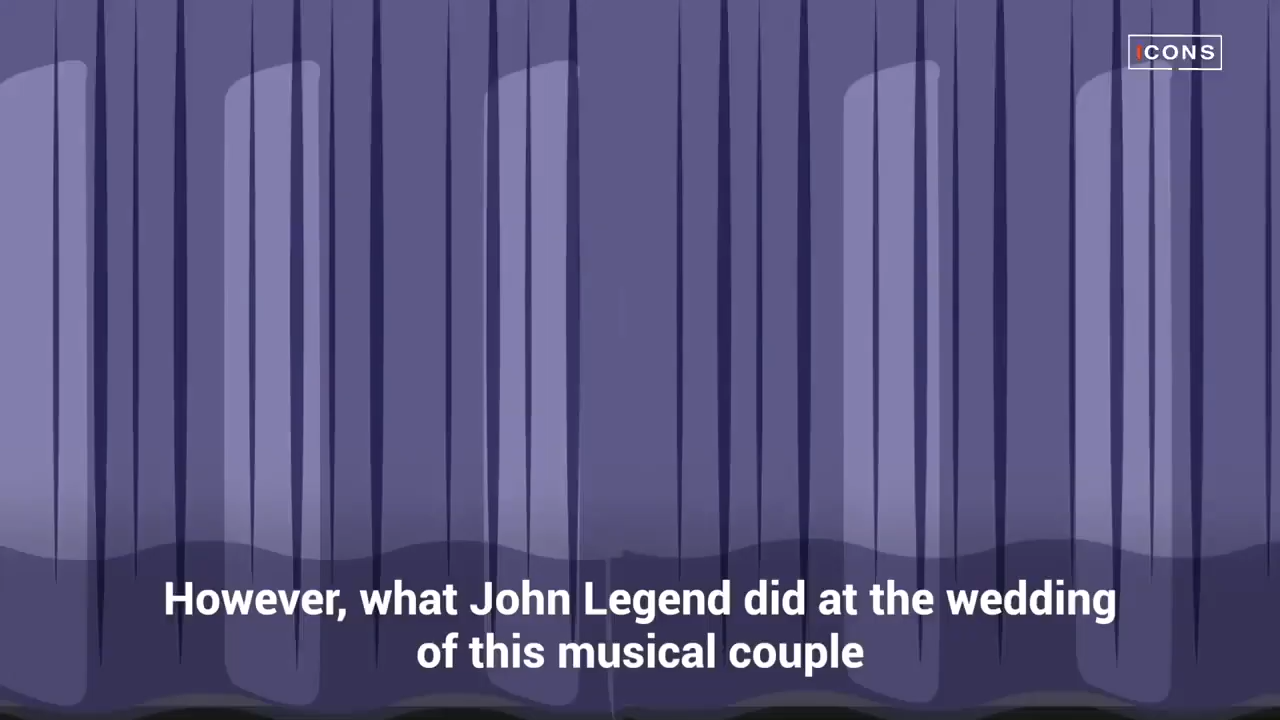 ICONS
However, what John Legend did at the wedding
of this musical couple